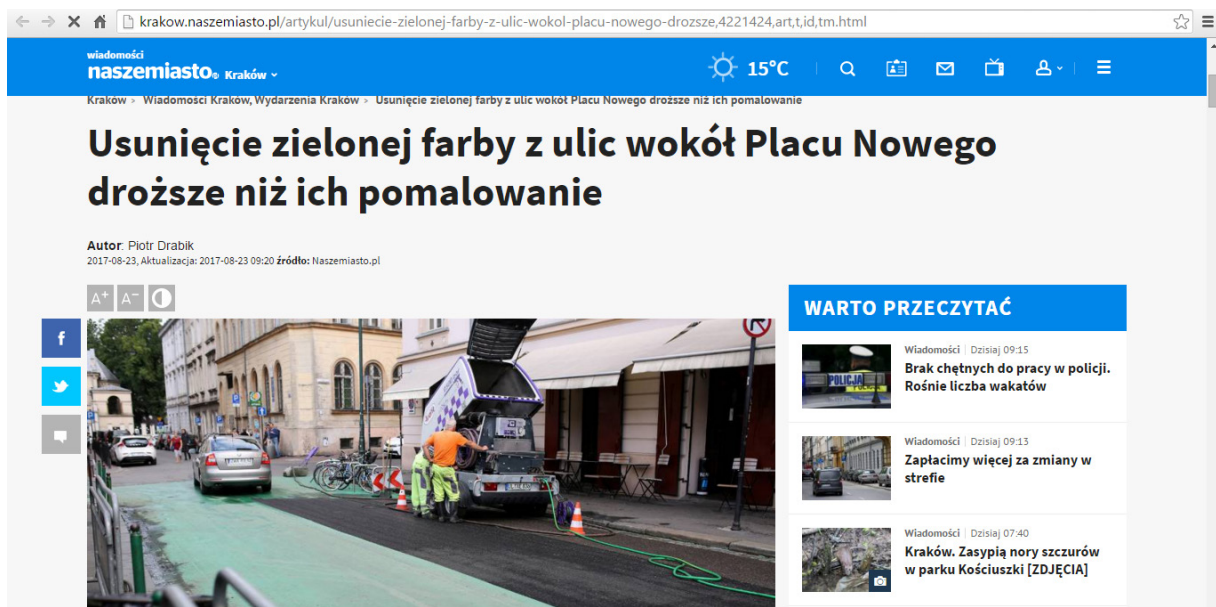 krakow.naszemiasto.pl/artykul/usuniecie-zielonej-farby-z-ulic-wokol-placu-nowego-drozsze,4221424,art,t,id,tm.html
wiadomości
naszemiasto® Kraków
15°C
Kraków > Wiadomości Kraków, Wydarzenia Kraków > Usunięcie zielonej farby z ulic wokół Placu Nowego droższe niż ich pomalowanie
Usunięcie zielonej farby z ulic wokół Placu Nowego
droższe niż ich pomalowanie
Autor: Piotr Drabik
2017-08-23, Aktualizacja: 2017-08-23 09:20 źródło: Naszemiasto.pl
A+ A−
f
WARTO PRZECZYTAĆ
Wiadomości | Dzisiaj 09:15
Brak chętnych do pracy w policji.
Rośnie liczba wakatów
POLICJA
Wiadomości | Dzisiaj 09:13
Zapłacimy więcej za zmiany w
strefie
Wiadomości | Dzisiaj 07:40
Kraków. Zasypią nory szczurów
w parku Kościuszki [ZDJĘCIA]